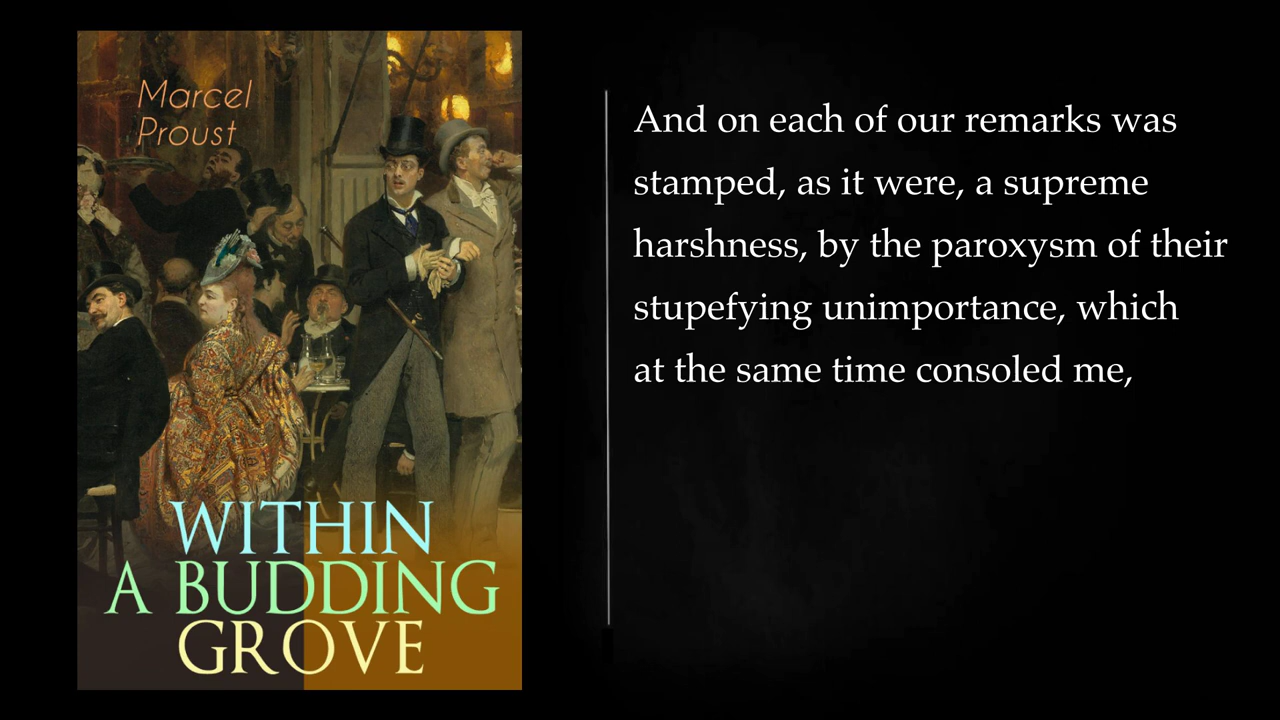 Marcel
Proust
WITHIN
A BUDDING
GROVE
And on each of our remarks was
stamped, as it were, a supreme
harshness, by the paroxysm of their
stupefying unimportance, which
at the same time consoled me,